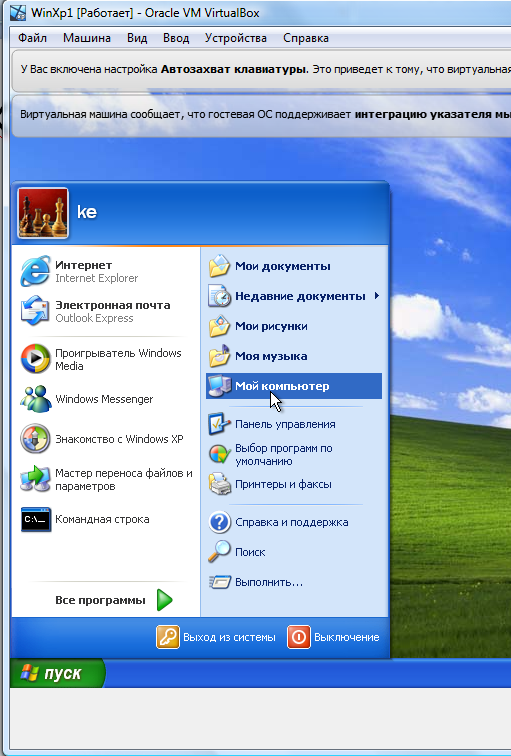 WinXp1 [Работает] - Oracle VM VirtualBox
Файл Машина Вид Ввод Устройства Справка
У Вас включена настройка Автозахват клавиатуры. Это приведет к тому, что виртуальная
Виртуальная машина сообщает, что гостевая ОС поддерживает интеграцию указателя мы
ke
Интернет
Internet Explorer
Электронная почта
Outlook Express
Проигрыватель Windows
Media
Windows Messenger
Знакомство с Windows XP
Мастер переноса файлов и
параметров
C:\_
Командная строка
Все программы
Мои документы
Недавние документы
Мои рисунки
Моя музыка
Мой компьютер
Панель управления
Выбор программ по
умолчанию
Принтеры и факсы
Справка и поддержка
Поиск
Выполнить...
Выход из системы Выключение
пуск